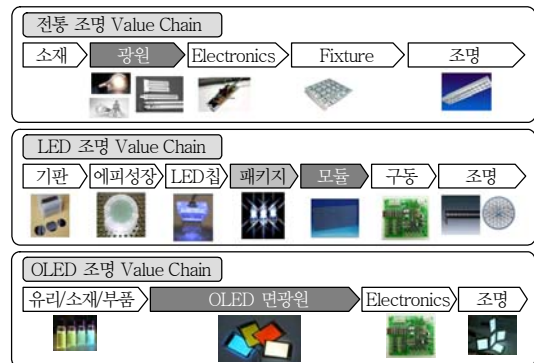 전통 조명 Value Chain
소재 광원 Electronics Fixture 조명
LED 조명 Value Chain
기판 에피성장 LED칩 패키지 모듈 구동 조명
OLED 조명 Value Chain
유리/소재/부품 OLED 면광원 Electronics 조명